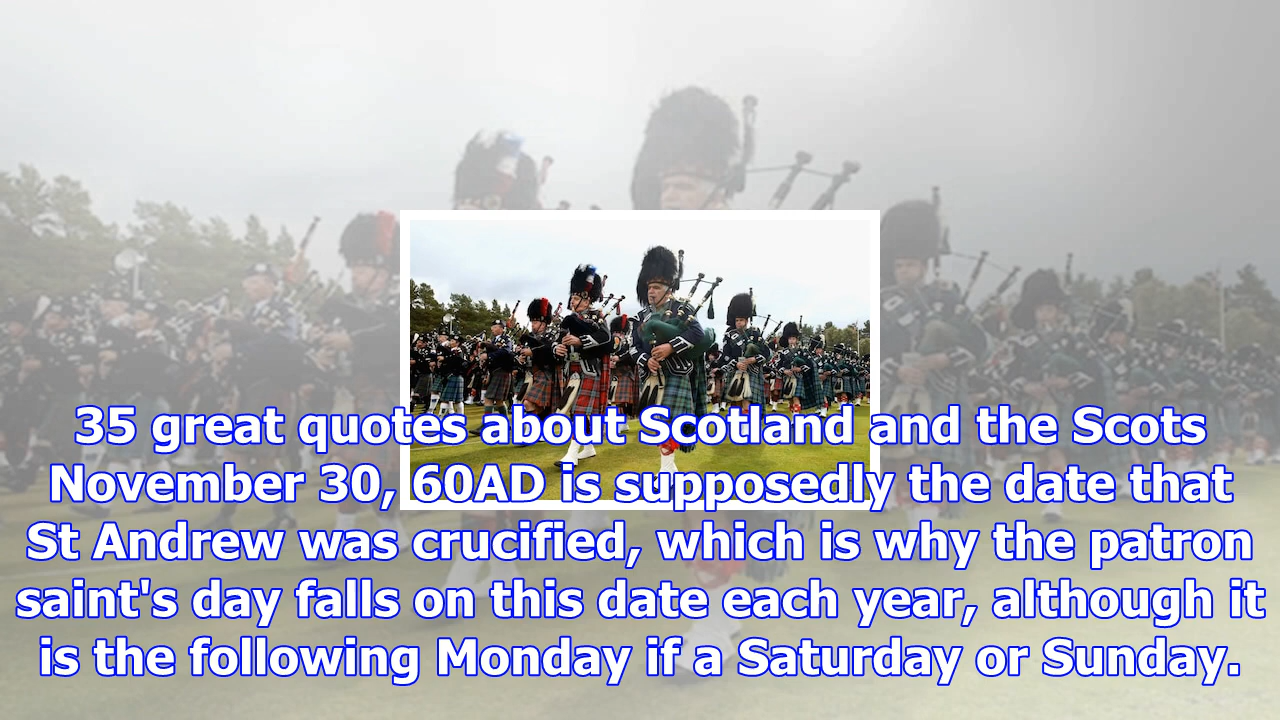 35 great quotes about Scotland and the Scots
November 30, 60AD is supposedly the date that
St Andrew was crucified, which is why the patron
saint's day falls on this date each year, although it
is the following Monday if a Saturday or Sunday.